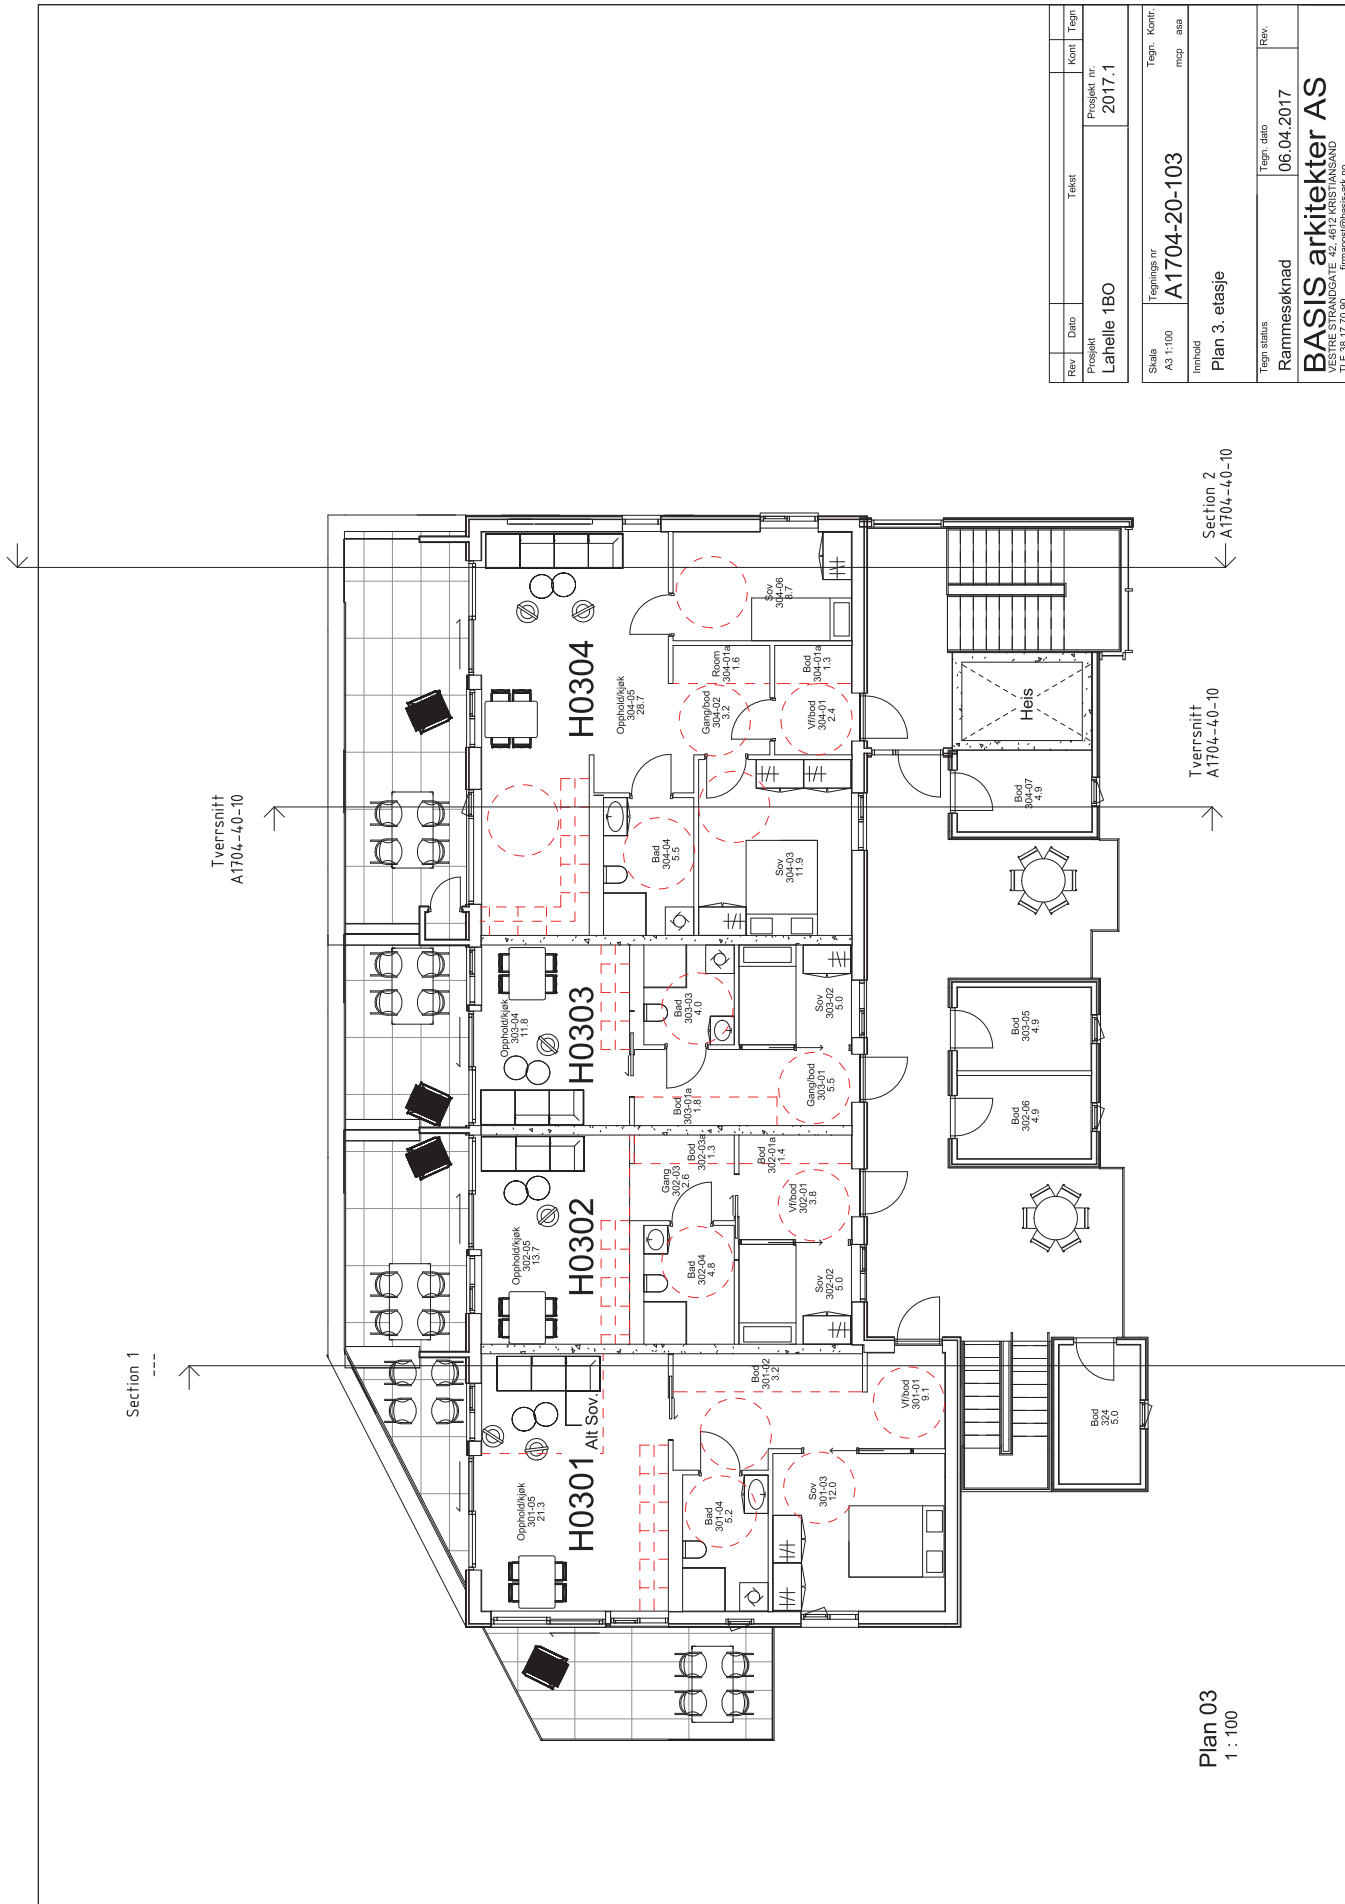 Section 1
---
Tverrsnitt
A1704-40-10
H0301
Opphold/kjøk
301-05
21.3
Alt Sov.
Bod
301-02
3.2
Bad
301-04
5.2
Sov
301-03
12.0
Vf/bod
301-01
9.1
H0302
Opphold/kjøk
302-05
13.7
Gang
302-03
2.6
Bod
302-03a
1.3
Bod
302-01a
1.4
Bad
302-04
4.8
Vf/bod
302-01
3.8
Sov
302-02
5.0
H0303
Opphold/kjøk
303-04
11.8
Bod
303-01a
1.8
Bad
303-03
4.0
Gang/bod
303-01
5.5
Sov
303-02
5.0
H0304
Opphold/kjøk
304-05
28.7
Bad
304-04
5.5
Sov
304-03
11.9
Gang/bod
304-02
3.2
Room
304-01a
1.6
Bod
304-01a
1.3
Vf/bod
304-01
2.4
Sov
304-06
8.7
Bod
324
5.0
Bod
302-06
4.9
Bod
303-05
4.9
Bod
304-07
4.9
Heis
Tverrsnitt
A1704-40-10
Section 2
A1704-40-10
Plan 03
1 : 100
Rev Dato Tekst Kont Tegn
Prosjekt Prosjekt nr.
Lahelle 1BO 2017.1
Skala Tegnings nr Tegn. Kontr.
A3 1:100 A1704-20-103 mcp asa
Innhold
Plan 3. etasje
Tegn status Tegn. dato Rev.
Rammesøknad 06.04.2017
BASIS arkitekter AS
VESTRE STRANDGATE 42, 4612 KRISTIANSAND
TLF 38 17 70 90 firmapost@basis-ark.no